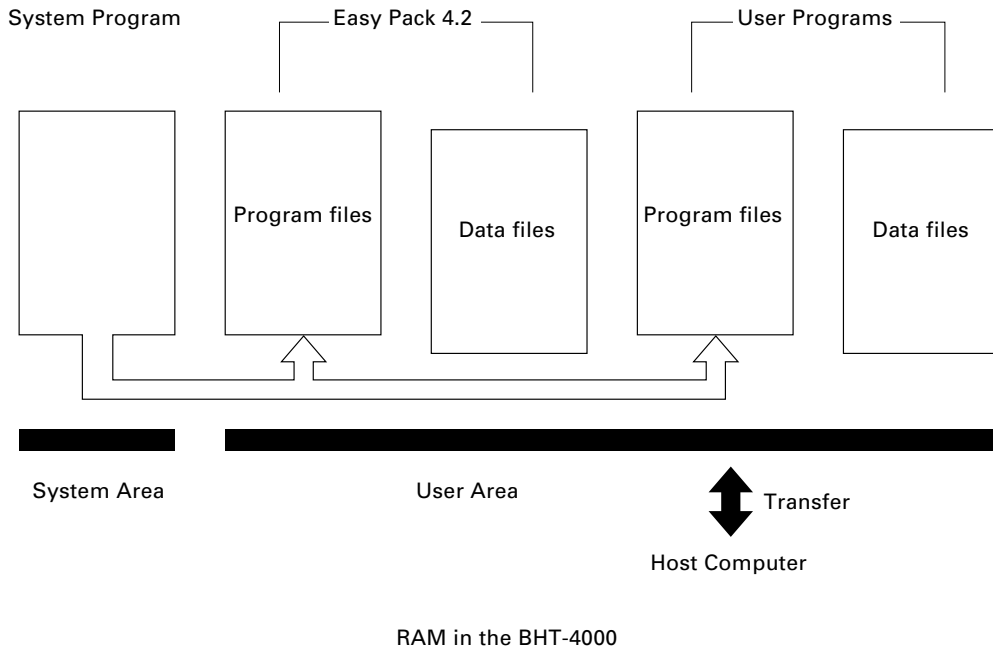 System Program
Easy Pack 4.2
User Programs
Program files
Data files
Program files
Data files
System Area
User Area
Transfer
Host Computer
RAM in the BHT-4000